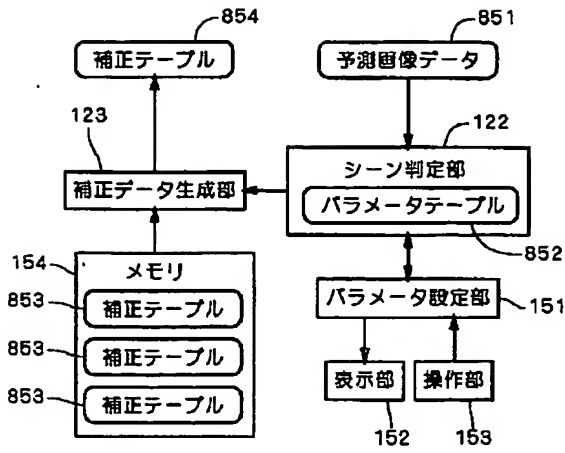 854
補正テーブル
851
予測画像データ
123
補正データ生成部
122
シーン判定部
パラメータテーブル
852
154
メモリ
853
補正テーブル
853
補正テーブル
853
補正テーブル
パラメータ設定部
151
表示部
152
操作部
153